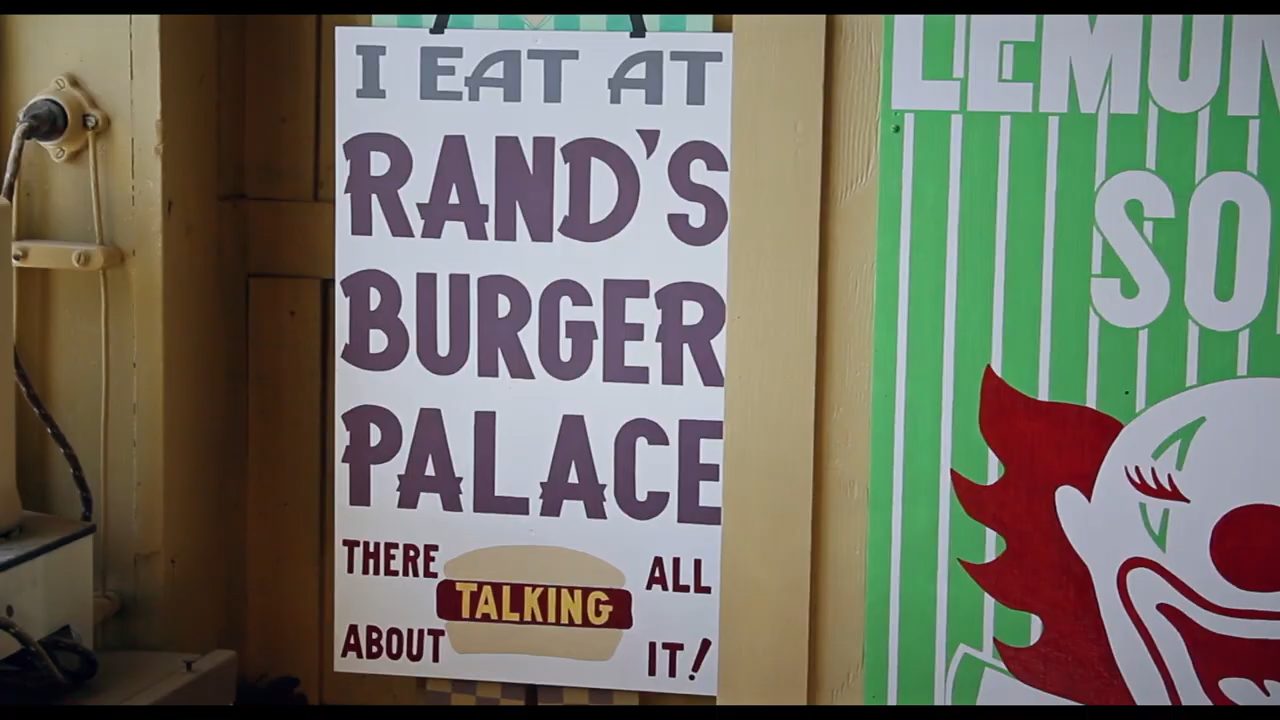 I EAT AT
RAND'S
BURGER
PALACE
THERE ALL
TALKING
ABOUT IT!
LEMON
SO